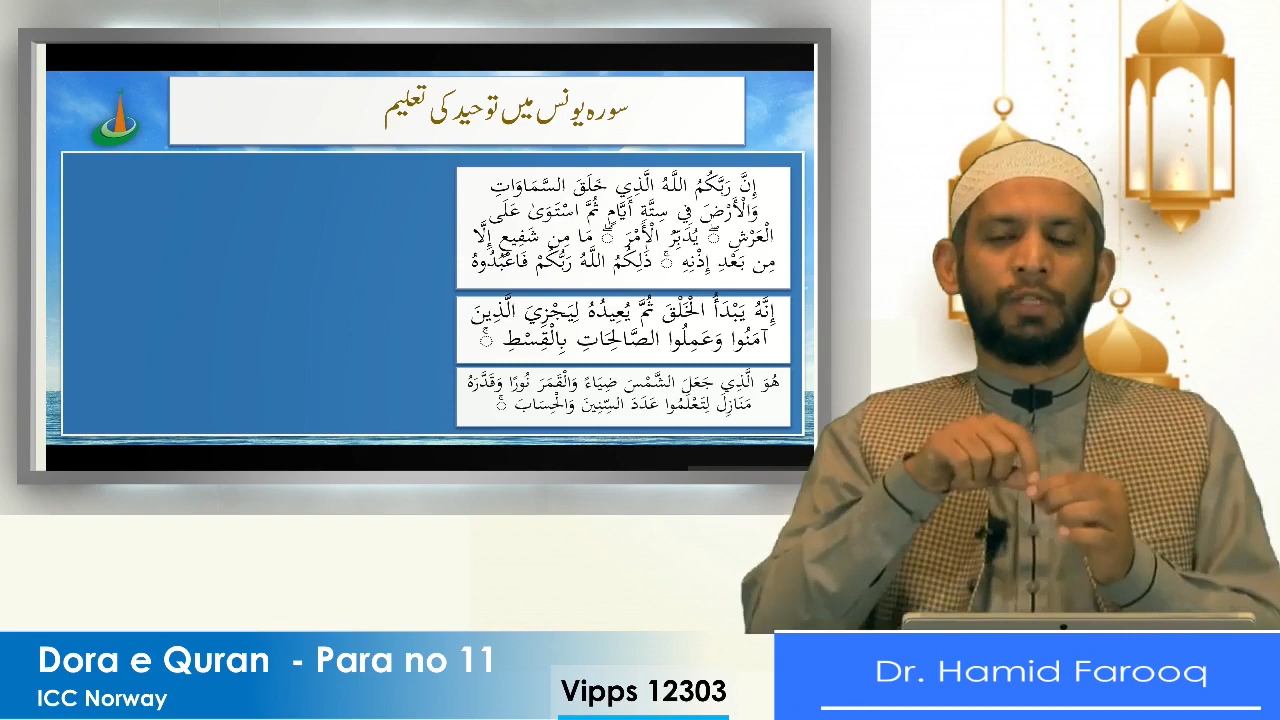 سورہ یونس میں توحید کی تعلیم
إِنَّ رَبَّكُمُ اللَّهُ الَّذِي خَلَقَ السَّمَاوَاتِ
وَالْأَرْضَ فِي سِتَّةِ أَيَّامٍ ثُمَّ اسْتَوَىٰ عَلَى
الْعَرْشِ ۖ يُدَبِّرُ الْأَمْرَ ۖ مَا مِن شَفِيعٍ إِلَّا
مِن بَعْدِ إِذْنِهِ ۚ ذَٰلِكُمُ اللَّهُ رَبُّكُمْ فَاعْبُدُوهُ
إِنَّهُ يَبْدَأُ الْخَلْقَ ثُمَّ يُعِيدُهُ لِيَجْزِيَ الَّذِينَ
آمَنُوا وَعَمِلُوا الصَّالِحَاتِ بِالْقِسْطِ ۚ
هُوَ الَّذِي جَعَلَ الشَّمْسَ ضِيَاءً وَالْقَمَرَ نُورًا وَقَدَّرَهُ
مَنَازِلَ لِتَعْلَمُوا عَدَدَ السِّنِينَ وَالْحِسَابَ ۚ
Dora e Quran - Para no 11
ICC Norway
Vipps 12303
Dr. Hamid Farooq